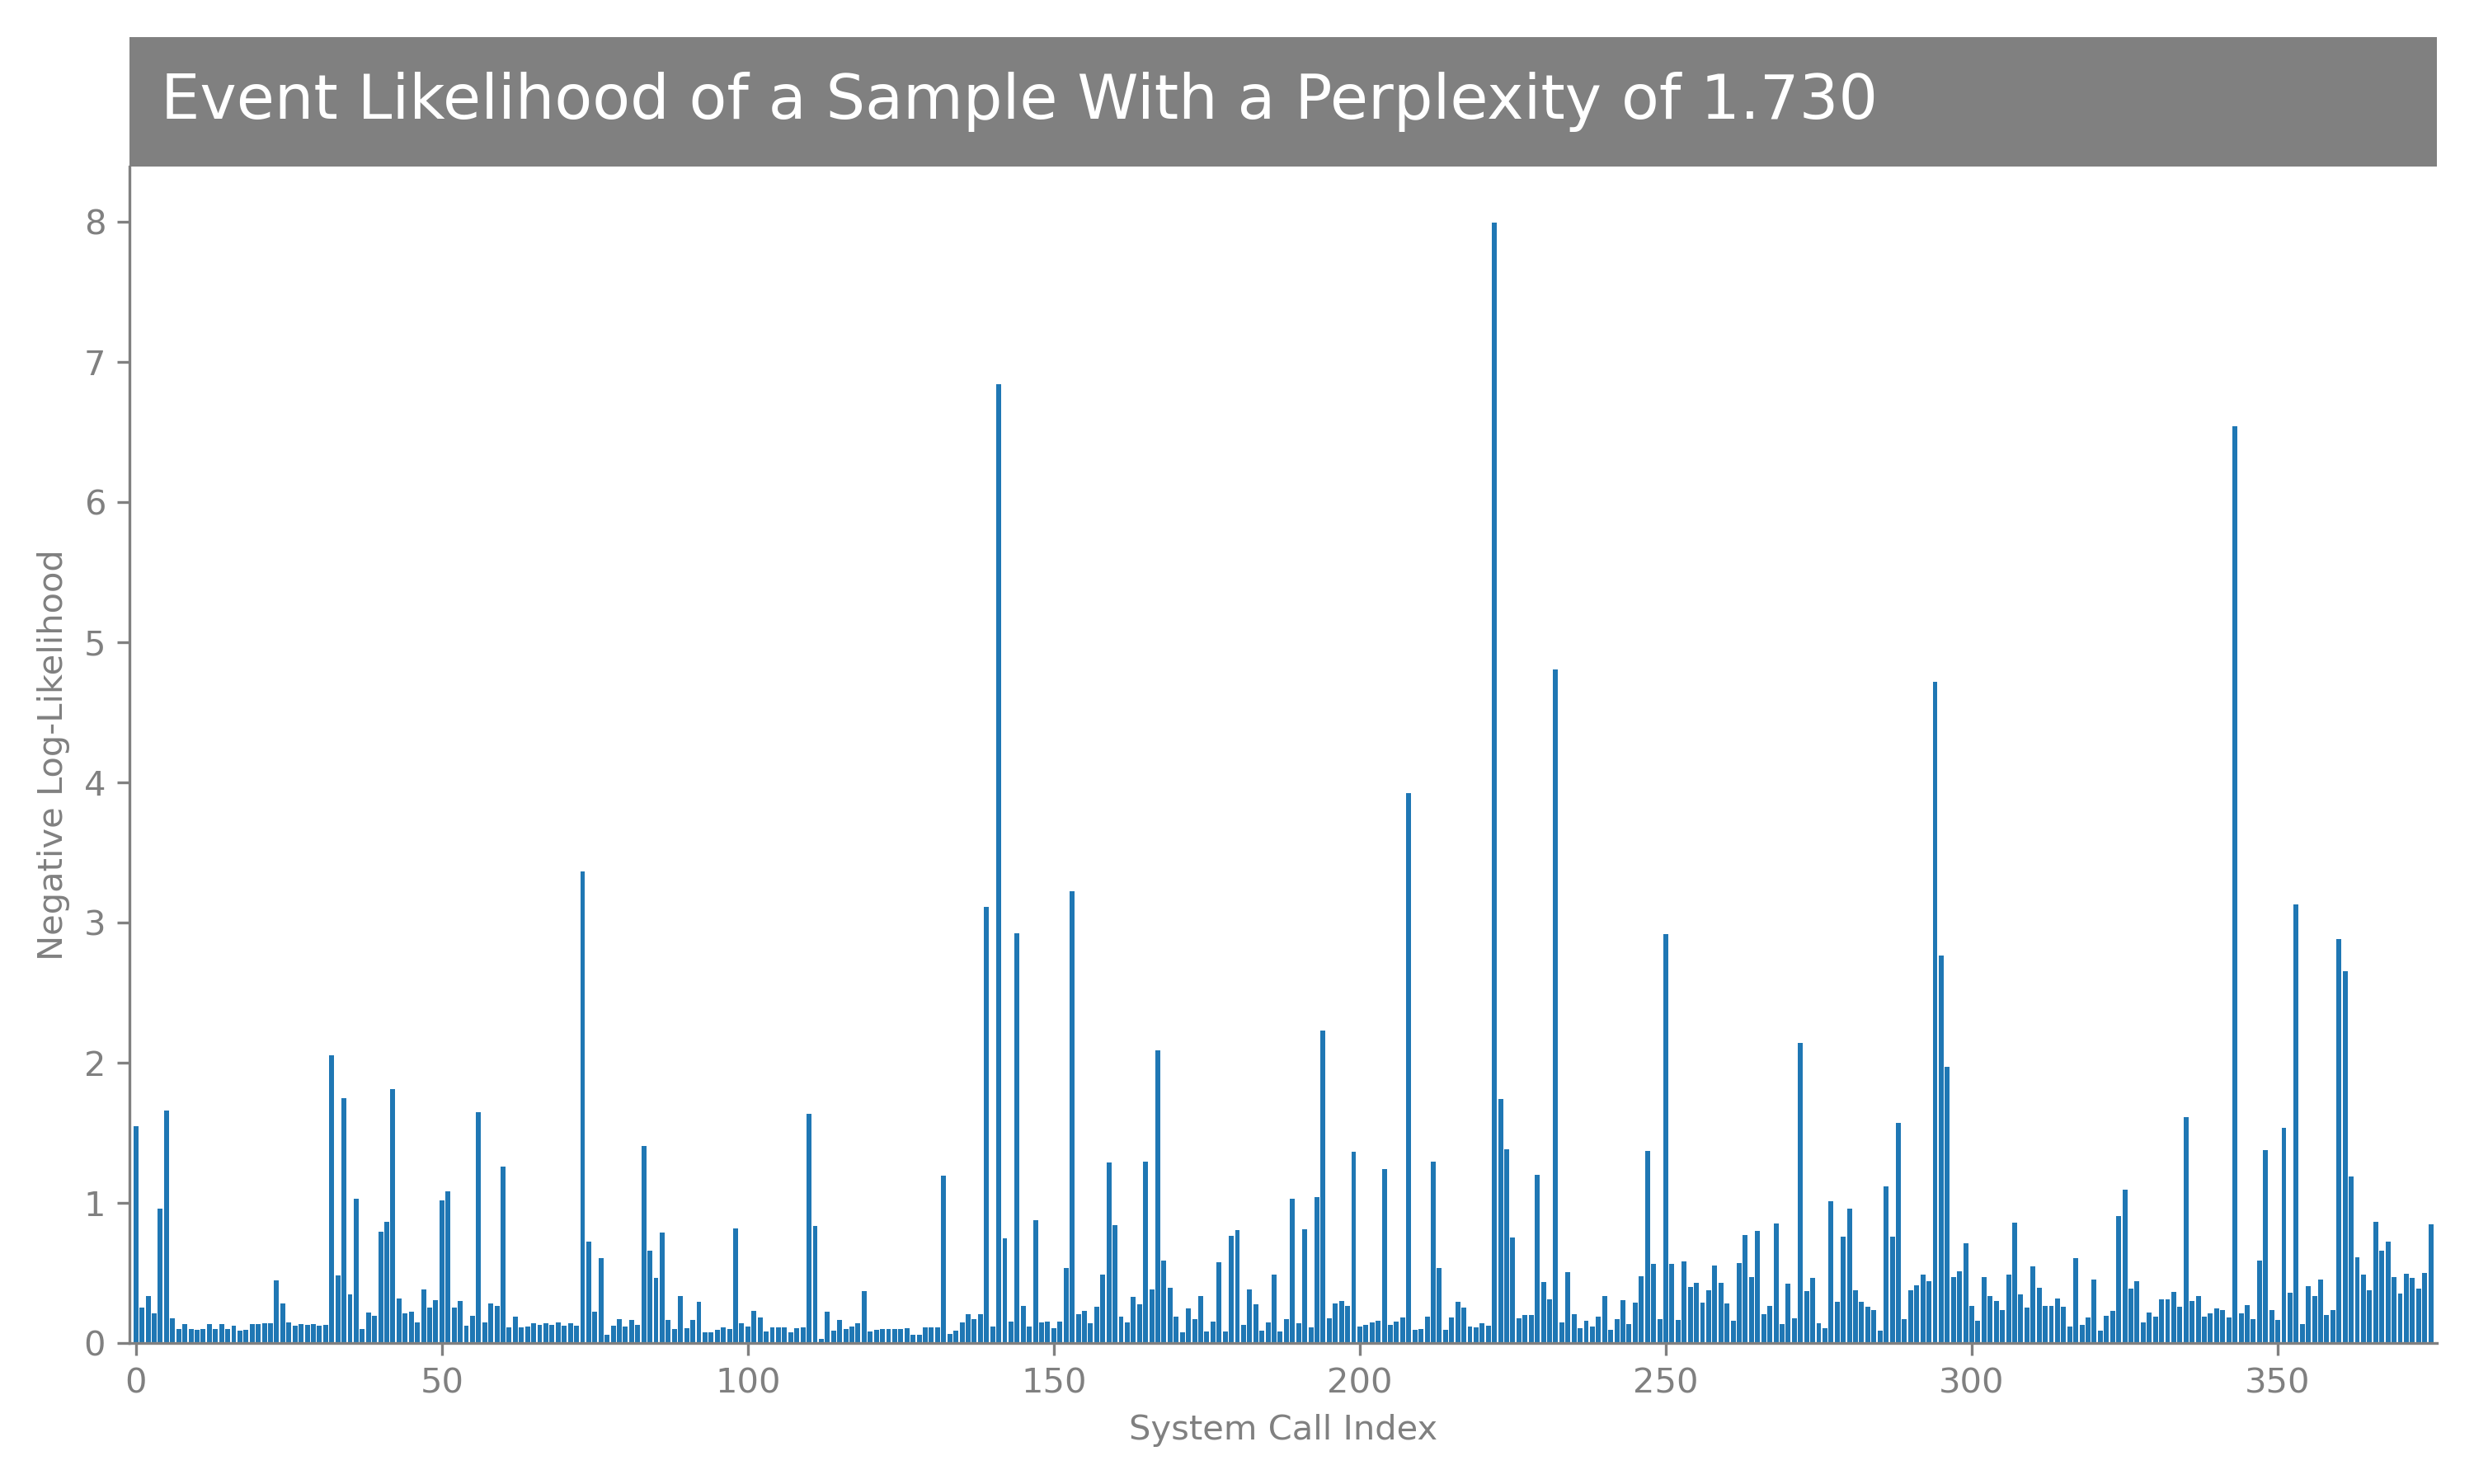 Event Likelihood of a Sample With a Perplexity of 1.730
Negative Log-Likelihood
8
7
6
5
4
3
2
1
0
0 50 100 150 200 250 300 350
System Call Index